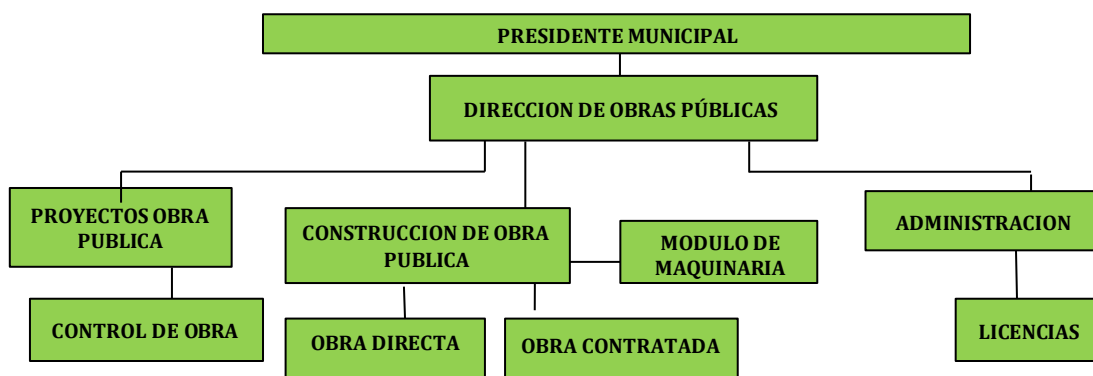 PRESIDENTE MUNICIPAL
DIRECCION DE OBRAS PÚBLICAS
PROYECTOS OBRA
PUBLICA
CONSTRUCCION DE OBRA
PUBLICA
MODULO DE
MAQUINARIA
ADMINISTRACION
CONTROL DE OBRA
OBRA DIRECTA
OBRA CONTRATADA
LICENCIAS